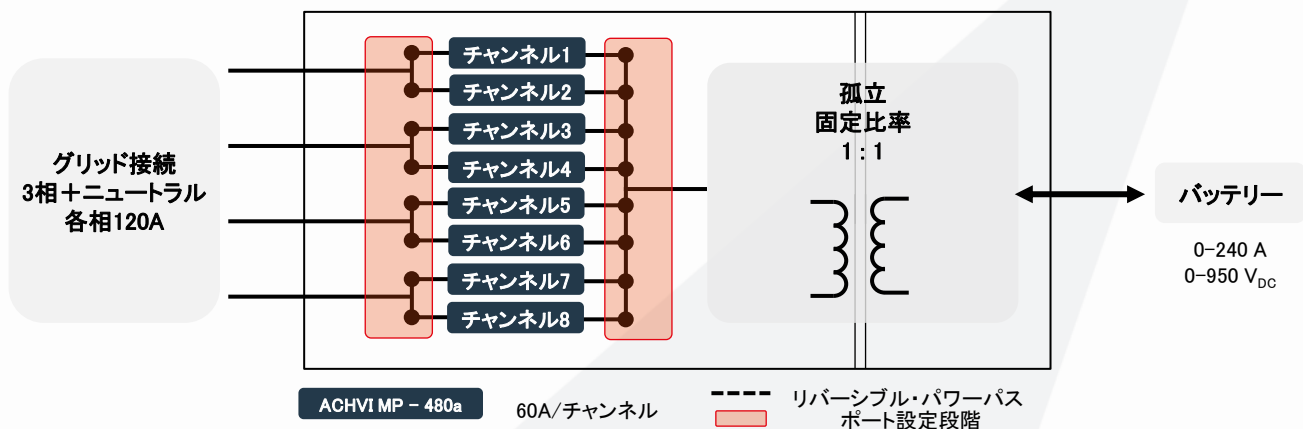 グリッド接続
3相＋ニュートラル
各相120A
チャンネル1
チャンネル2
チャンネル3
チャンネル4
チャンネル5
チャンネル6
チャンネル7
チャンネル8
孤立
固定比率
1 : 1
バッテリー
0-240 A
0-950 VDC
ACHVI MP - 480a
60A/チャンネル
リバーシブル・パワーパス
ポート設定段階